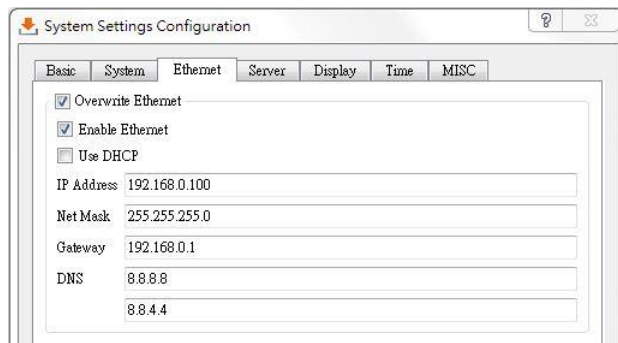 System Settings Configuration
Basic System Ethernet Server Display Time MISC
Overwrite Ethernet
Enable Ethernet
Use DHCP
IP Address 192.168.0.100
Net Mask 255.255.255.0
Gateway 192.168.0.1
DNS 8.8.8.8
8.8.4.4